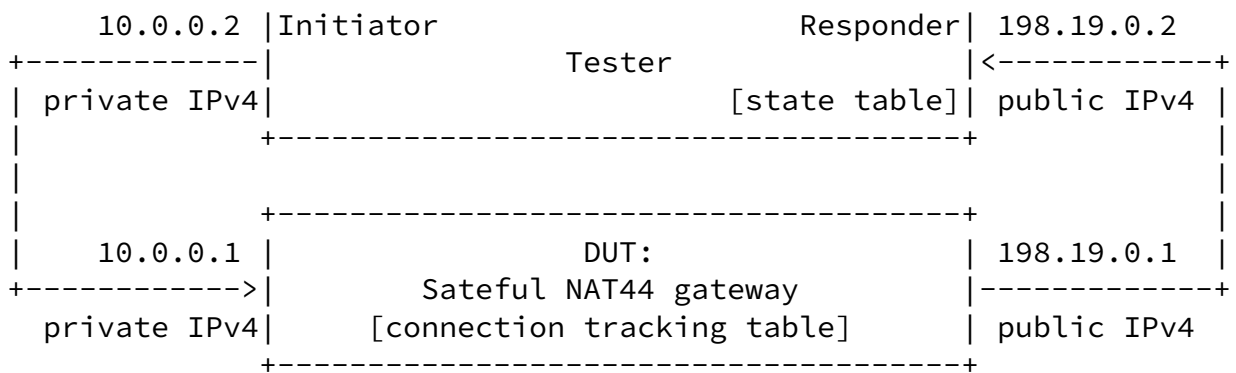 10.0.0.2 |Initiator Responder| 198.19.0.2
+-------------| Tester |<------------+
| private IPv4| [state table]| public IPv4 |
| +--------------------------------------+ |
| |
| +--------------------------------------+ |
| 10.0.0.1 | DUT: | 198.19.0.1 |
+------------>| Sateful NAT44 gateway |-------------+
private IPv4| [connection tracking table] | public IPv4
+--------------------------------------+